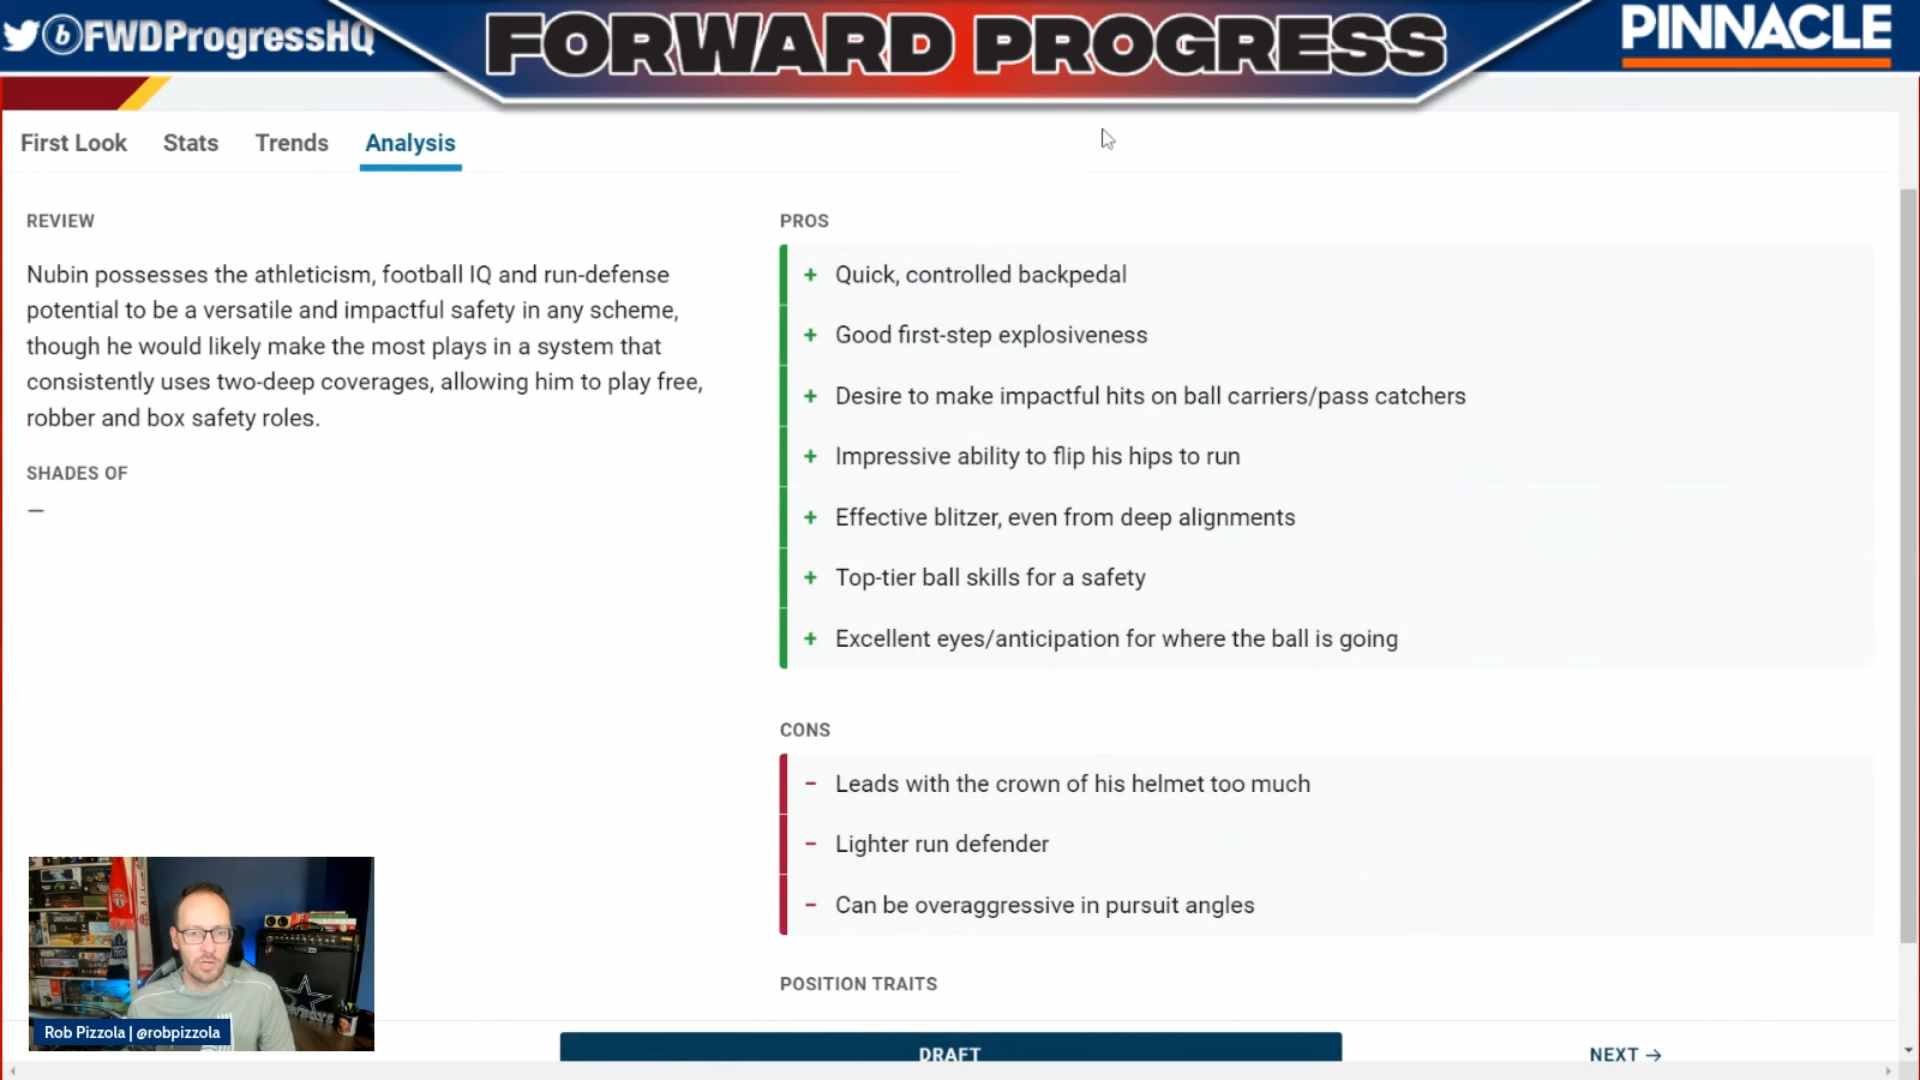 FWDProgressHQ
FORWARD PROGRESS
PINNACLE
First Look Stats Trends Analysis
REVIEW
Nubin possesses the athleticism, football IQ and run-defense
potential to be a versatile and impactful safety in any scheme,
though he would likely make the most plays in a system that
consistently uses two-deep coverages, allowing him to play free,
robber and box safety roles.
SHADES OF
—
PROS
+ Quick, controlled backpedal
+ Good first-step explosiveness
+ Desire to make impactful hits on ball carriers/pass catchers
+ Impressive ability to flip his hips to run
+ Effective blitzer, even from deep alignments
+ Top-tier ball skills for a safety
+ Excellent eyes/anticipation for where the ball is going
CONS
– Leads with the crown of his helmet too much
– Lighter run defender
– Can be overaggressive in pursuit angles
POSITION TRAITS
Rob Pizzola | @robpizzola
DRAFT
NEXT →